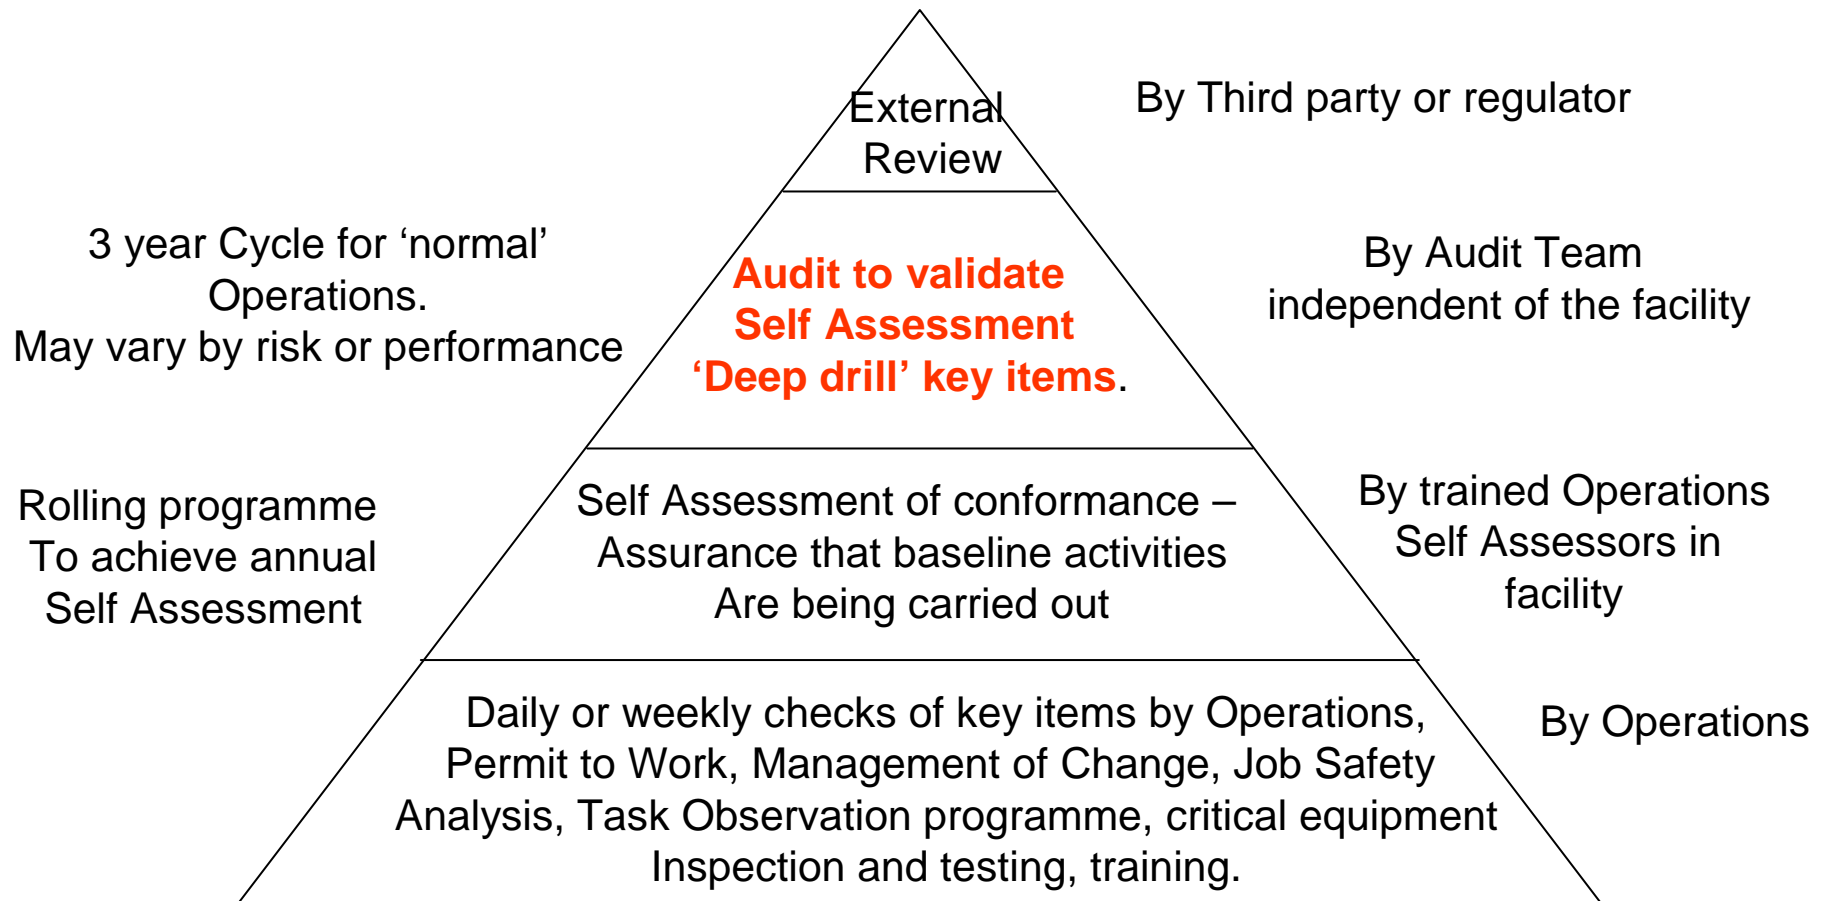 External
Review
By Third party or regulator
3 year Cycle for ‘normal’
Operations.
May vary by risk or performance
Audit to validate
Self Assessment
‘Deep drill’ key items.
By Audit Team
independent of the facility
Rolling programme
To achieve annual
Self Assessment
Self Assessment of conformance –
Assurance that baseline activities
Are being carried out
By trained Operations
Self Assessors in
facility
Daily or weekly checks of key items by Operations,
Permit to Work, Management of Change, Job Safety
Analysis, Task Observation programme, critical equipment
Inspection and testing, training.
By Operations